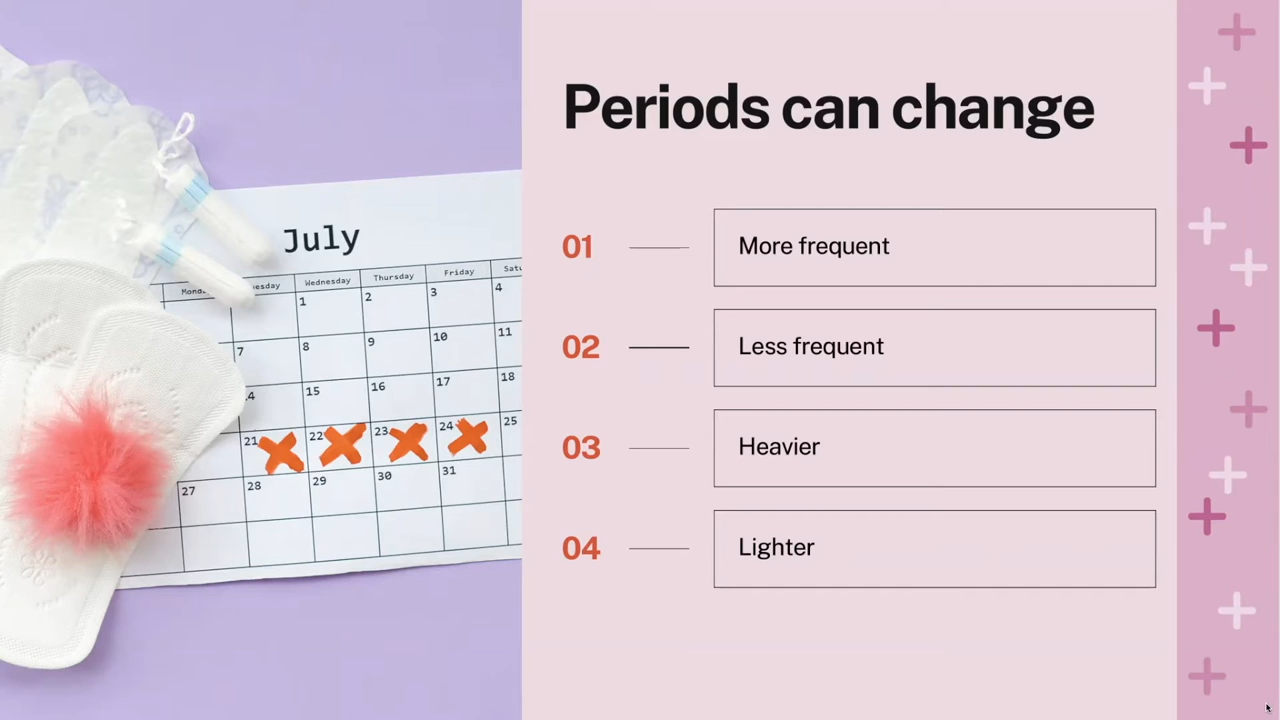 Periods can change
01 More frequent
02 Less frequent
03 Heavier
04 Lighter
July
Wednesday Thursday Friday
1 2 3 4
7 8 9 10 11
15 16 17 18
21 22 23 24 25
27 28 29 30 31